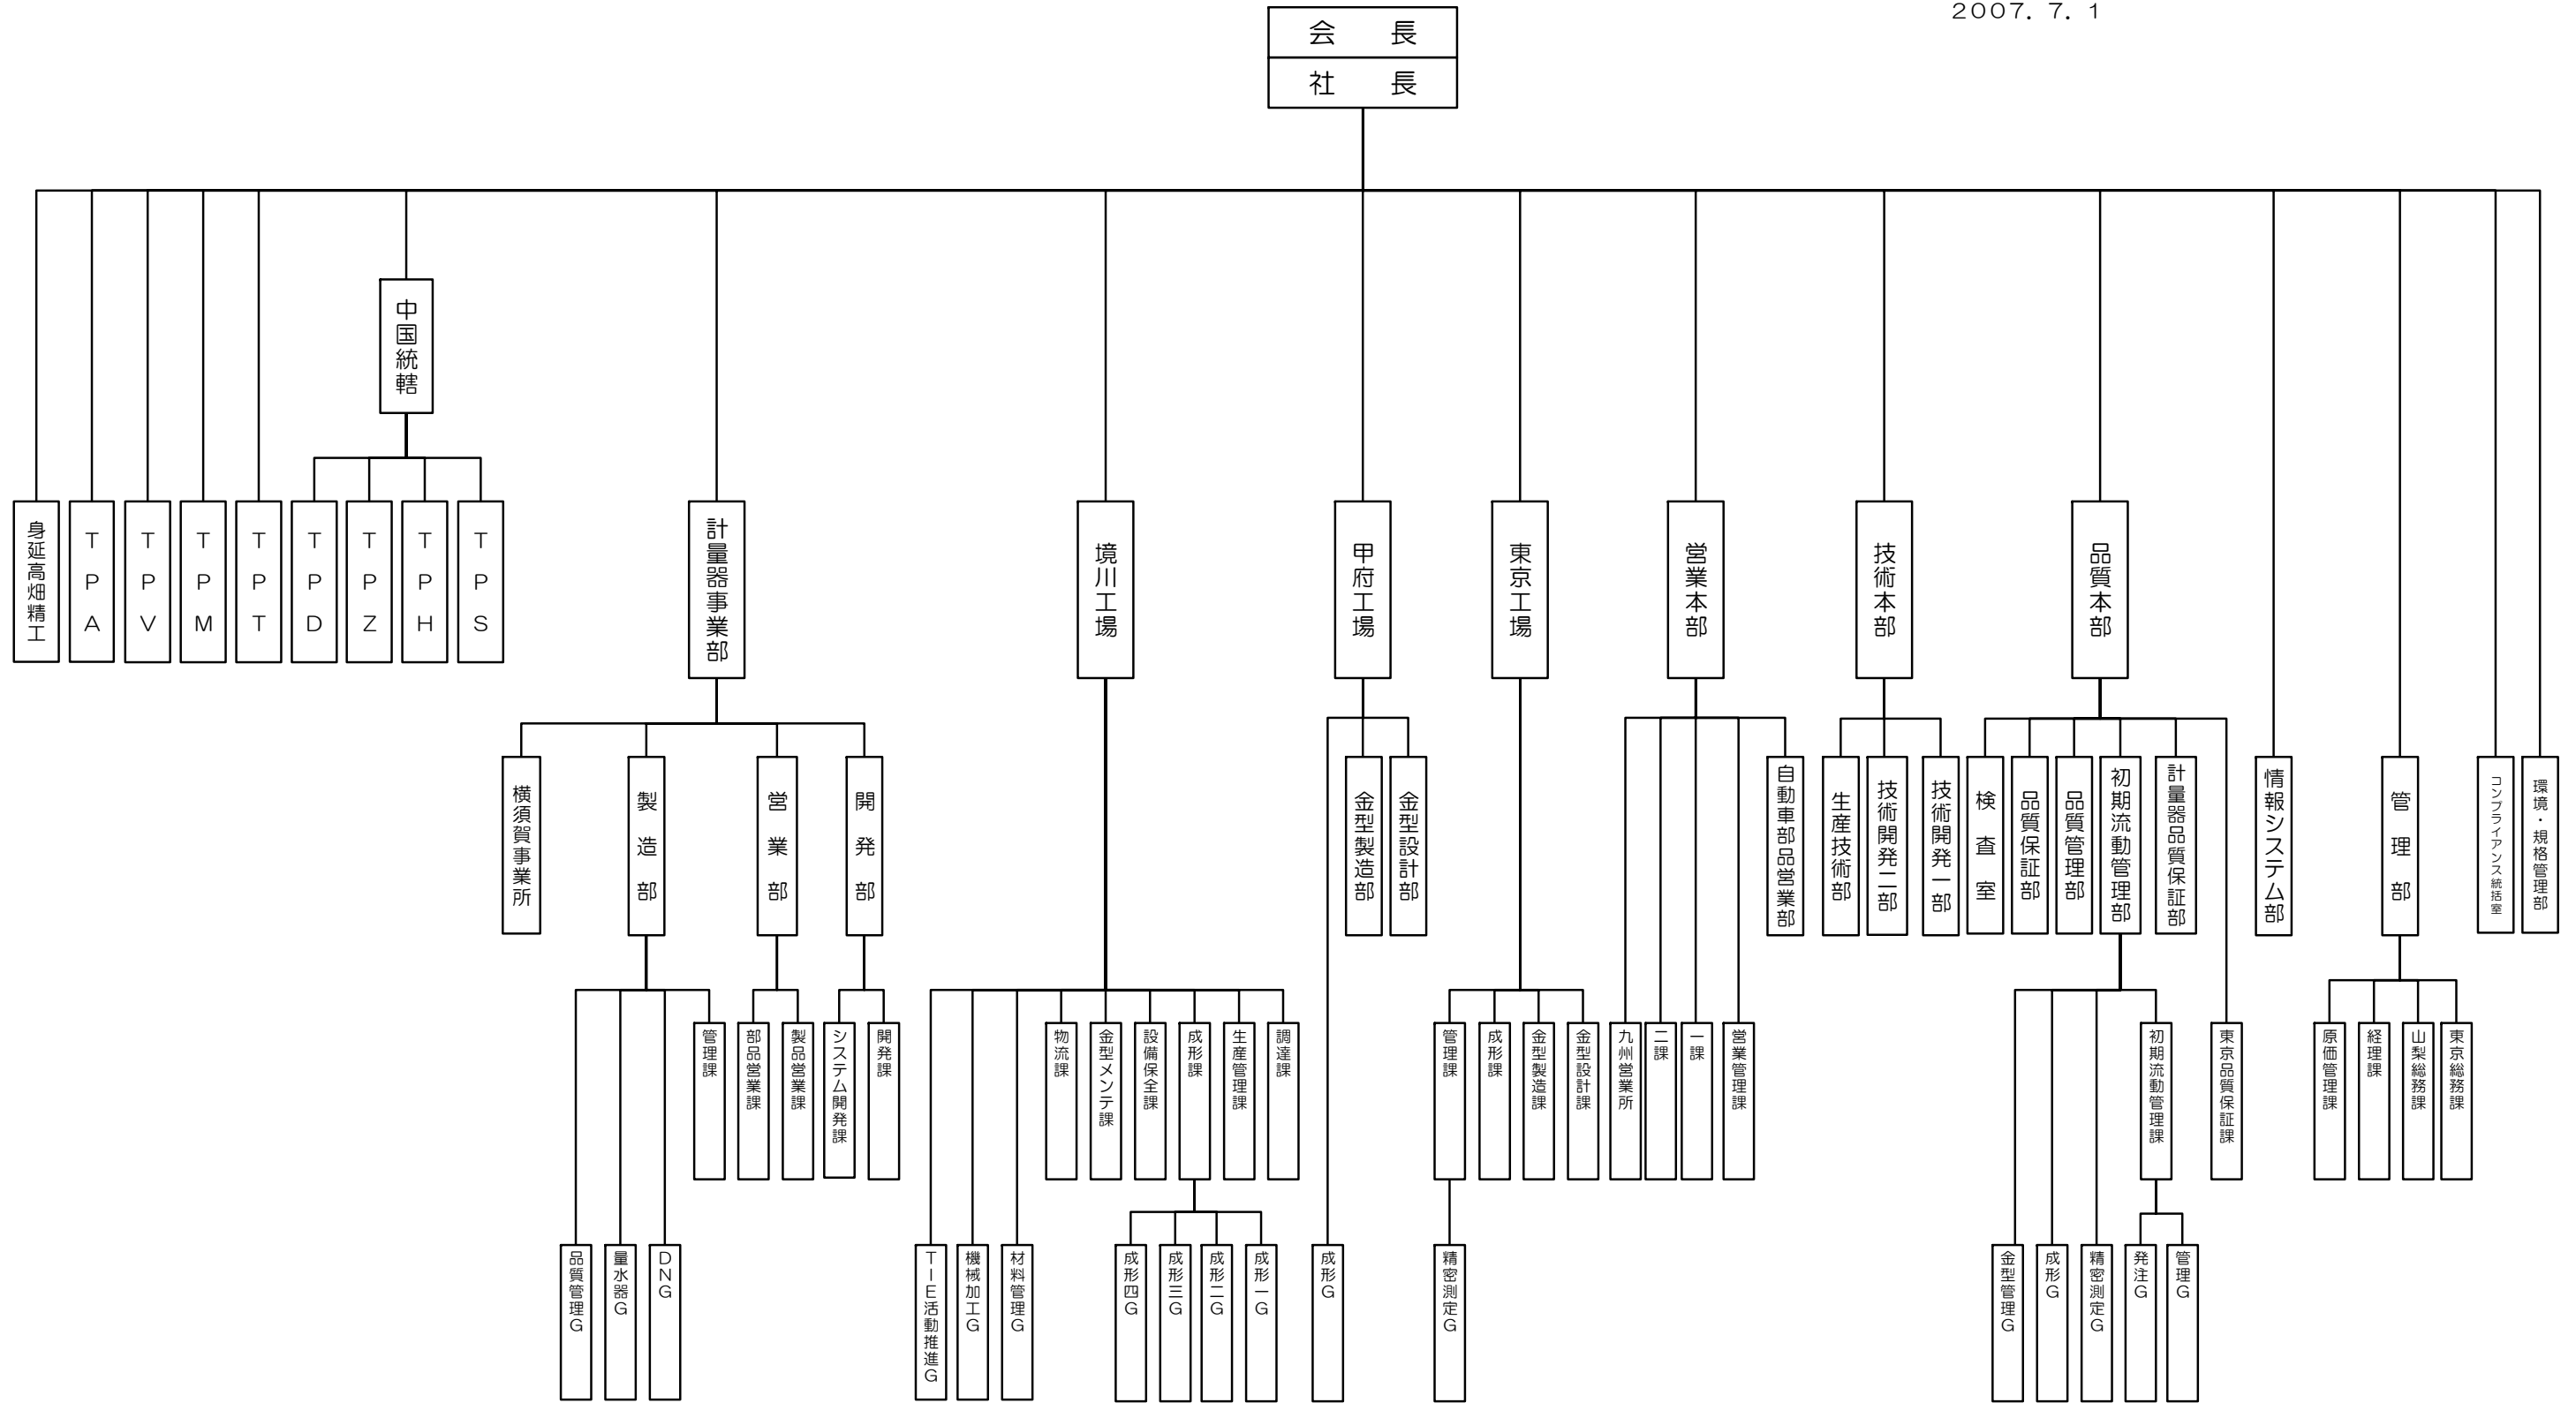 ２００７．７．１
会　長
社　長
中国統轄
身延高畑精工
ＴＰＡ
ＴＰＶ
ＴＰＭ
ＴＰＴ
ＴＰＤ
ＴＰＺ
ＴＰＨ
ＴＰＳ
計量器事業部
境川工場
甲府工場
東京工場
営業本部
技術本部
品質本部
横須賀事業所
製造部
営業部
開発部
金型製造部
金型設計部
自動車部品営業部
生産技術部
技術開発二部
技術開発一部
検査室
品質保証部
品質管理部
初期流動管理部
計量器品質保証部
情報システム部
管理部
コンプライアンス統括室
環境・規格管理部
管理課
部品営業課
製品営業課
システム開発課
開発課
物流課
金型メンテ課
設備保全課
成形課
生産管理課
調達課
管理課
成形課
金型製造課
金型設計課
九州営業所
二課
一課
営業管理課
初期流動管理課
東京品質保証課
原価管理課
経理課
山梨総務課
東京総務課
品質管理Ｇ
量水器Ｇ
ＤＮＧ
ＴＩＥ活動推進Ｇ
機械加工Ｇ
材料管理Ｇ
成形四Ｇ
成形三Ｇ
成形二Ｇ
成形一Ｇ
成形Ｇ
精密測定Ｇ
金型管理Ｇ
成形Ｇ
精密測定Ｇ
発注Ｇ
管理Ｇ